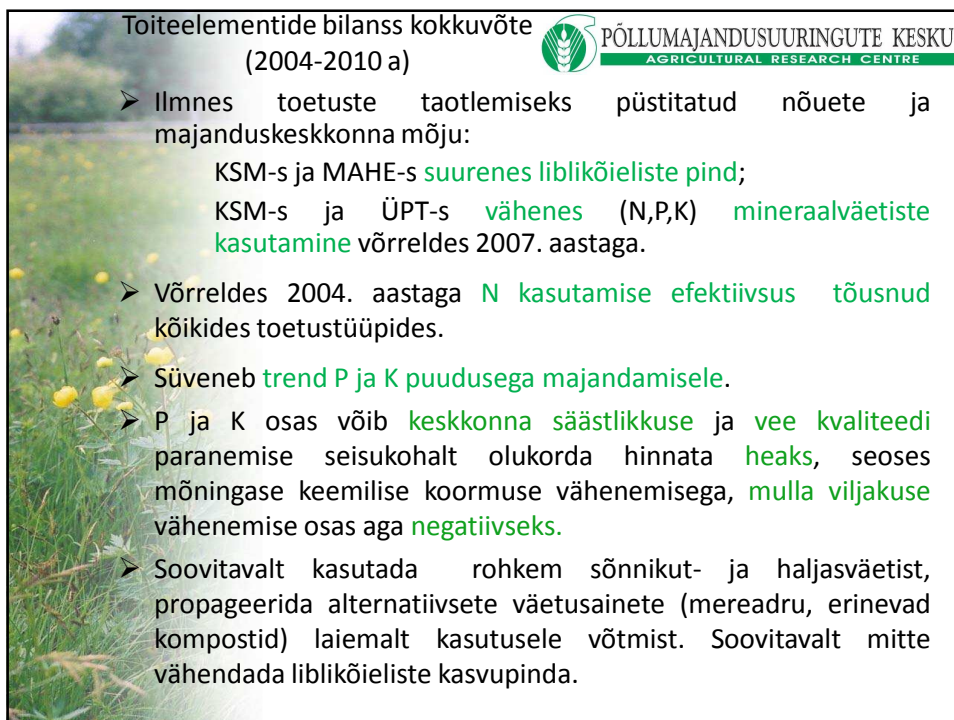 Toiteelementide bilanss kokkuvõte
(2004-2010 a)
PÕLLUMAJANDUSUURINGUTE KESKU
AGRICULTURAL RESEARCH CENTRE
➢ Ilmnes toetuste taotlemiseks püstitatud nõuete ja
majanduskeskkonna mõju:
KSM-s ja MAHE-s suurenes liblikõieliste pind;
KSM-s ja ÜPT-s vähenes (N,P,K) mineraalväetiste
kasutamine võrreldes 2007. aastaga.
➢ Võrreldes 2004. aastaga N kasutamise efektiivsus tõusnud
kõikides toetustüüpides.
➢ Süveneb trend P ja K puudusega majandamisele.
➢ P ja K osas võib keskkonna säästlikkuse ja vee kvaliteedi
paranemise seisukohalt olukorda hinnata heaks, seoses
mõningase keemilise koormuse vähenemisega, mulla viljakuse
vähenemise osas aga negatiivseks.
➢ Soovitavalt kasutada rohkem sõnnikut- ja haljasväetist,
propageerida alternatiivsete väetusainete (mereadru, erinevad
kompostid) laiemalt kasutusele võtmist. Soovitavalt mitte
vähendada liblikõieliste kasvupinda.